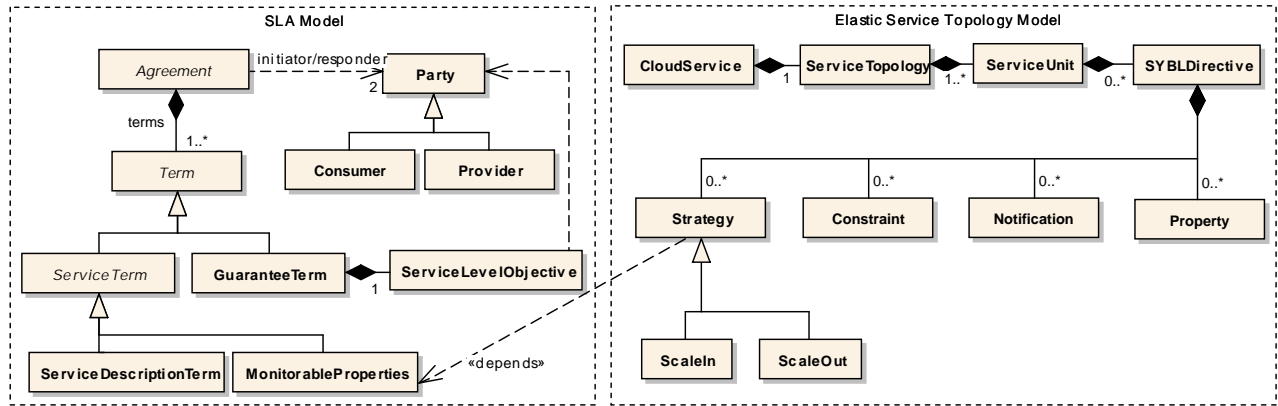 SLA Model
Elastic Service Topology Model
Agreement
initiator/responder
Party
2
CloudService
1
ServiceTopology
1..*
ServiceUnit
0..*
SYBLDirective
terms
1..*
Term
Consumer
Provider
0..*
0..*
0..*
0..*
Strategy
Constraint
Notification
Property
ServiceTerm
GuaranteeTerm
1
ServiceLevelObjective
ServiceDescriptionTerm
MonitorableProperties
«depends»
ScaleIn
ScaleOut